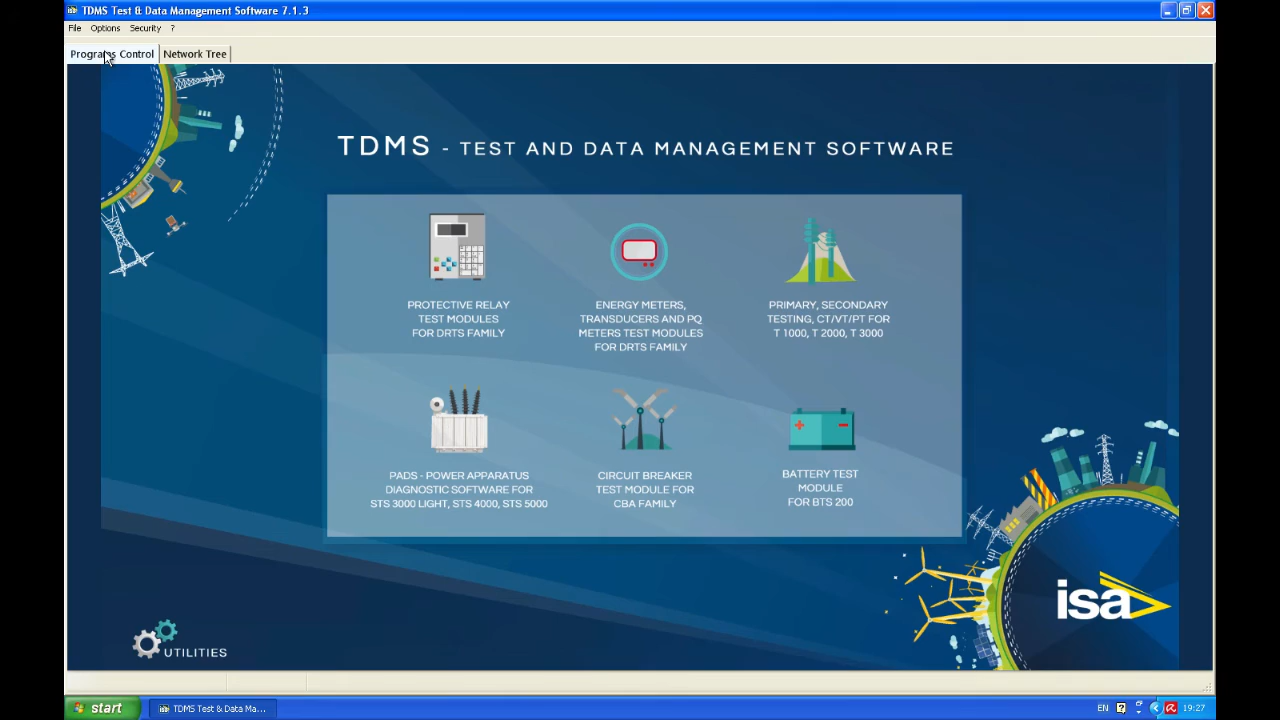 TDMS Test & Data Management Software 7.1.3
File Options Security ?
Programs Control Network Tree
TDMS - TEST AND DATA MANAGEMENT SOFTWARE
PROTECTIVE RELAY
TEST MODULES
FOR DRTS FAMILY
ENERGY METERS,
TRANSDUCERS AND PQ
METERS TEST MODULES
FOR DRTS FAMILY
PRIMARY, SECONDARY
TESTING, CT/VT/PT FOR
T 1000, T 2000, T 3000
PADS - POWER APPARATUS
DIAGNOSTIC SOFTWARE FOR
STS 3000 LIGHT, STS 4000, STS 5000
CIRCUIT BREAKER
TEST MODULE FOR
CBA FAMILY
BATTERY TEST
MODULE
FOR BTS 200
isa
UTILITIES
start TDMS Test & Data Ma... EN ? 19:27